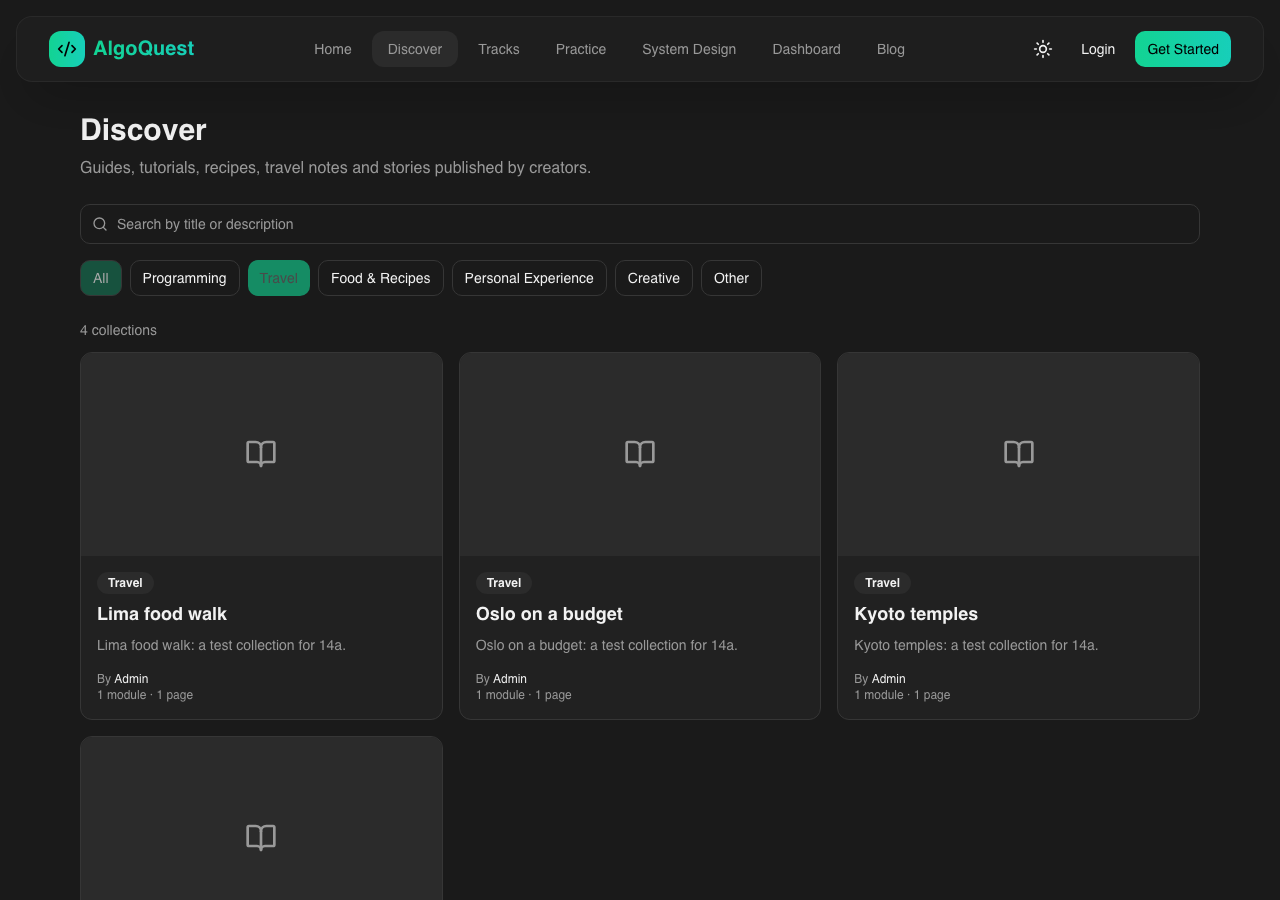 AlgoQuest
Home Discover Tracks Practice System Design Dashboard Blog Login Get Started
Discover
Guides, tutorials, recipes, travel notes and stories published by creators.
Search by title or description
All Programming Travel Food & Recipes Personal Experience Creative Other
4 collections
Travel
Lima food walk
Lima food walk: a test collection for 14a.
By Admin
1 module · 1 page
Travel
Oslo on a budget
Oslo on a budget: a test collection for 14a.
By Admin
1 module · 1 page
Travel
Kyoto temples
Kyoto temples: a test collection for 14a.
By Admin
1 module · 1 page